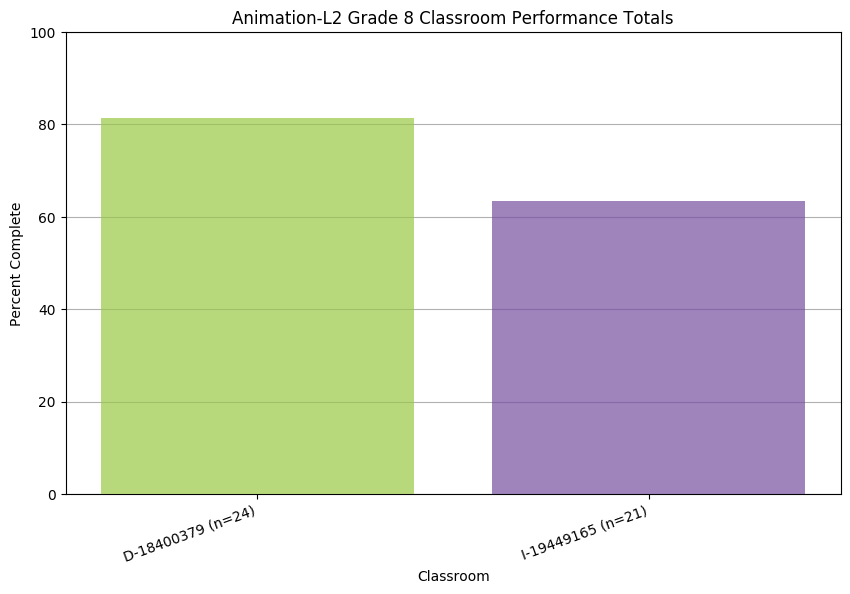 Animation-L2 Grade 8 Classroom Performance Totals
100
80
60
40
20
0
Percent Complete
D-18400379 (n=24)
I-19449165 (n=21)
Classroom